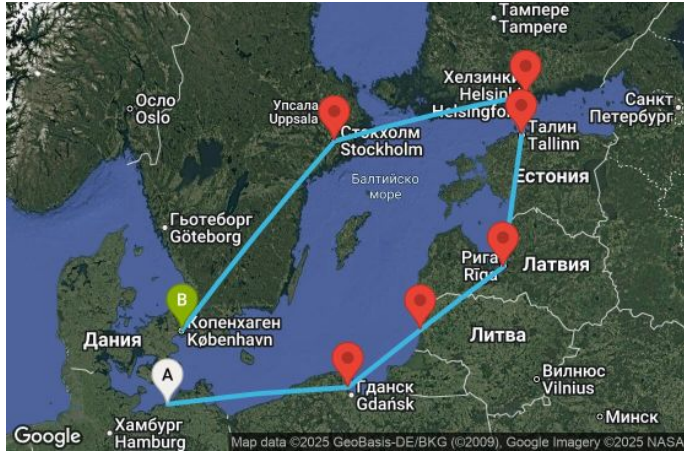 Тампере
Tampere
Хелзинки
Helsinki
Helsingfor
Санкт
Петербург
Осло
Oslo
Упсала
Uppsala
Стокхолм
Stockholm
Талин
Tallinn
Естония
Балтийско
море
Гьотеборг
Göteborg
Рига
Rīga
Латвия
B
Копенхаген
København
Дания
Литва
A
Гданск
Gdańsk
Вилнюс
Vilnius
Минск
Хамбург
Hamburg
Google
Map data ©2025 GeoBasis-DE/BKG (©2009), Google Imagery ©2025 NASA